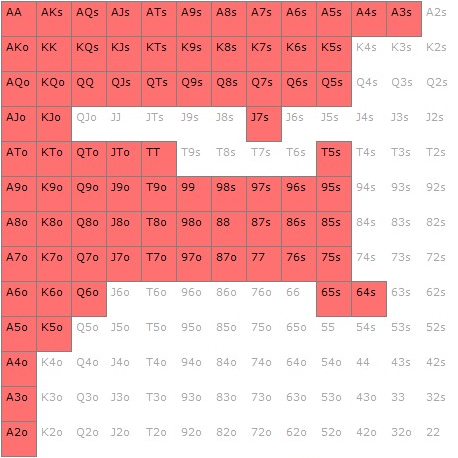 AA AKs AQs AJs ATs A9s A8s A7s A6s A5s A4s A3s A2s
AKo KK KQs KJs KTs K9s K8s K7s K6s K5s K4s K3s K2s
AQo KQo QQ QJs QTs Q9s Q8s Q7s Q6s Q5s Q4s Q3s Q2s
AJo KJo QJo JJ JTs J9s J8s J7s J6s J5s J4s J3s J2s
ATo KTo QTo JTo TT T9s T8s T7s T6s T5s T4s T3s T2s
A9o K9o Q9o J9o T9o 99 98s 97s 96s 95s 94s 93s 92s
A8o K8o Q8o J8o T8o 98o 88 87s 86s 85s 84s 83s 82s
A7o K7o Q7o J7o T7o 97o 87o 77 76s 75s 74s 73s 72s
A6o K6o Q6o J6o T6o 96o 86o 76o 66 65s 64s 63s 62s
A5o K5o Q5o J5o T5o 95o 85o 75o 65o 55 54s 53s 52s
A4o K4o Q4o J4o T4o 94o 84o 74o 64o 54o 44 43s 42s
A3o K3o Q3o J3o T3o 93o 83o 73o 63o 53o 43o 33 32s
A2o K2o Q2o J2o T2o 92o 82o 72o 62o 52o 42o 32o 22